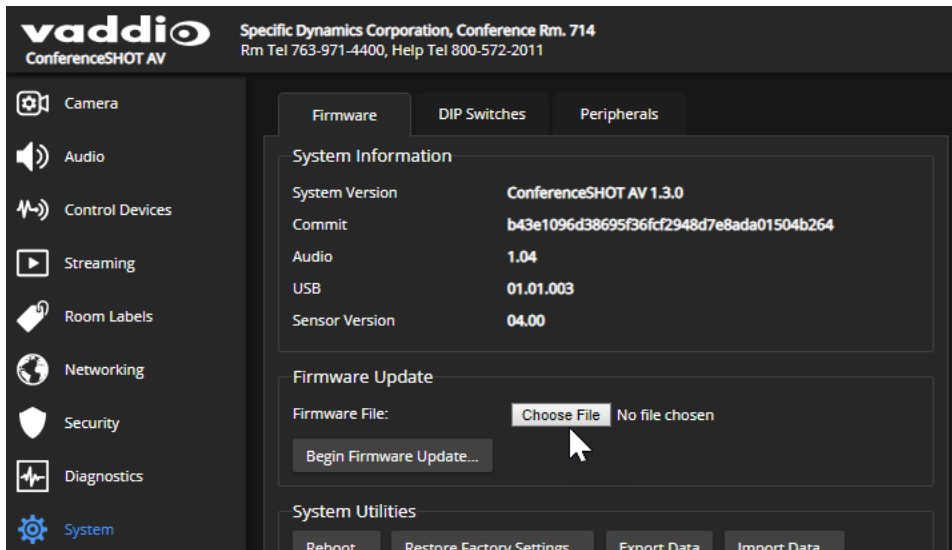 vaddio
ConferenceSHOT AV
Specific Dynamics Corporation, Conference Rm. 714
Rm Tel 763-971-4400, Help Tel 800-572-2011
Camera
Audio
Control Devices
Streaming
Room Labels
Networking
Security
Diagnostics
System
Firmware DIP Switches Peripherals
System Information
System Version ConferenceSHOT AV 1.3.0
Commit b43e1096d38695f36fcf2948d7e8ada01504b264
Audio 1.04
USB 01.01.003
Sensor Version 04.00
Firmware Update
Firmware File: Choose File No file chosen
Begin Firmware Update...
System Utilities
Reboot... Restore Factory Settings... Export Data... Import Data...